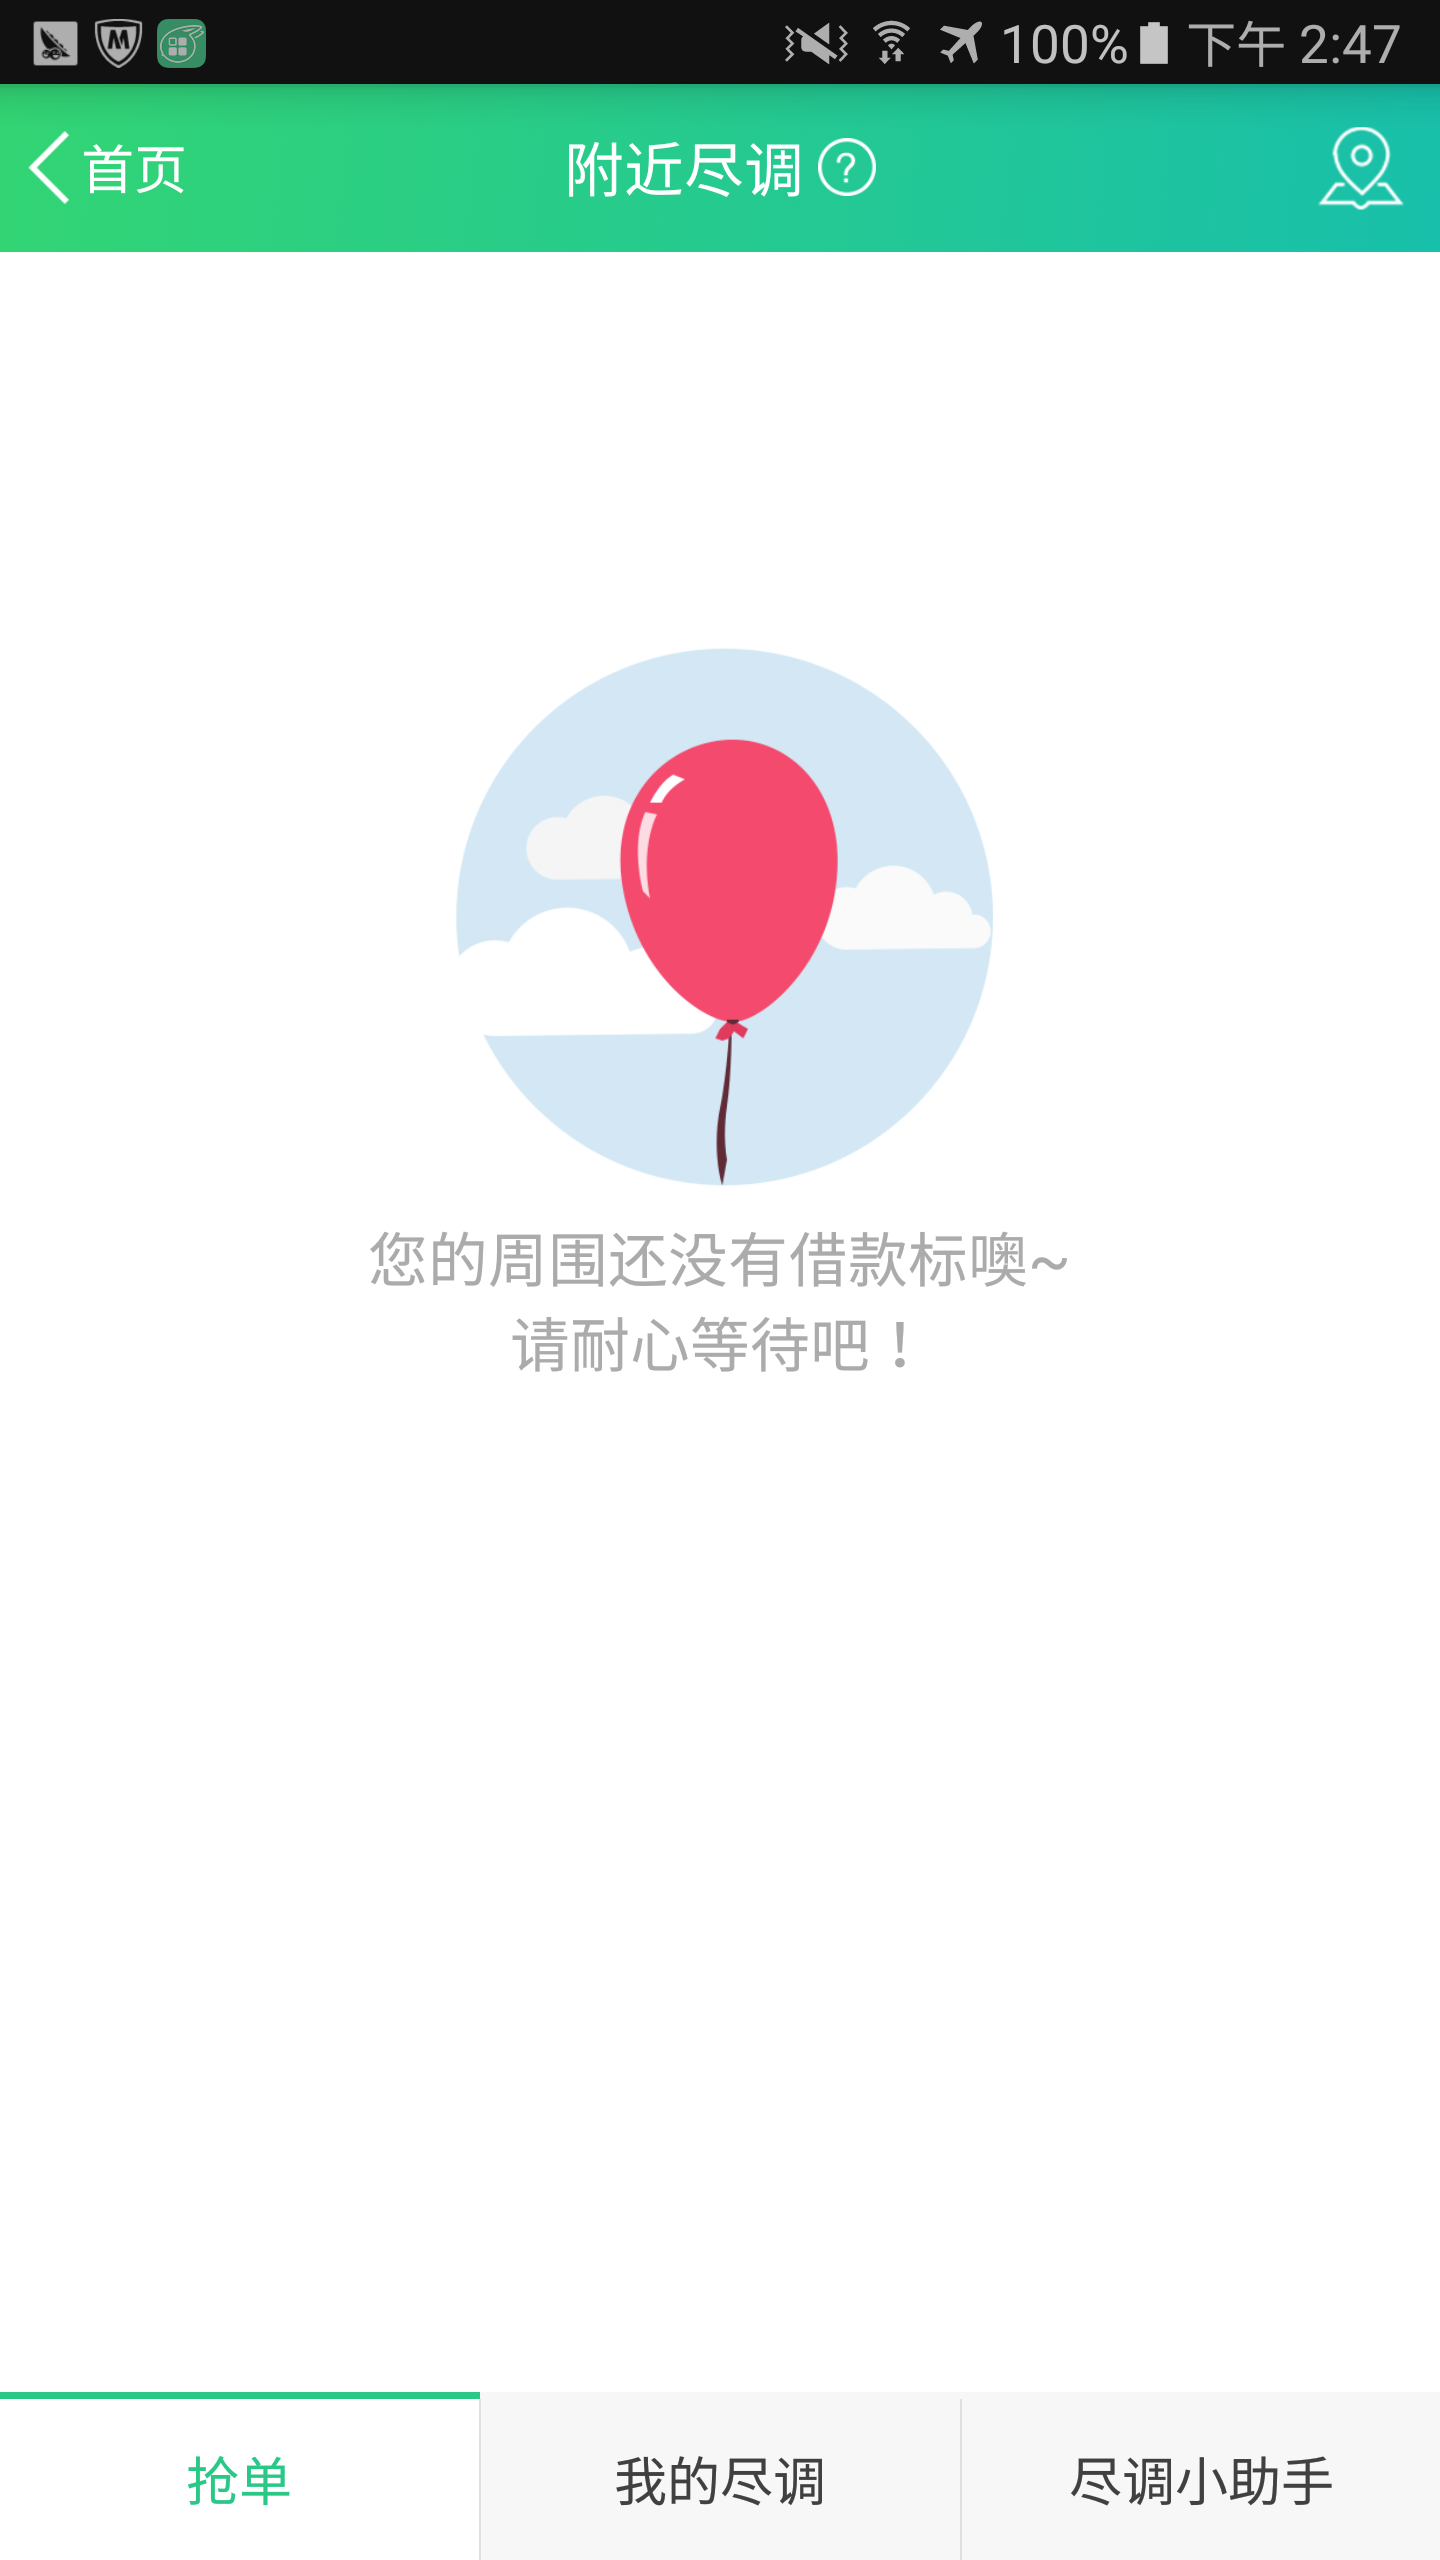 100% 下午 2:47
首页
附近尽调 ?
您的周围还没有借款标噢~
请耐心等待吧！
抢单
我的尽调
尽调小助手